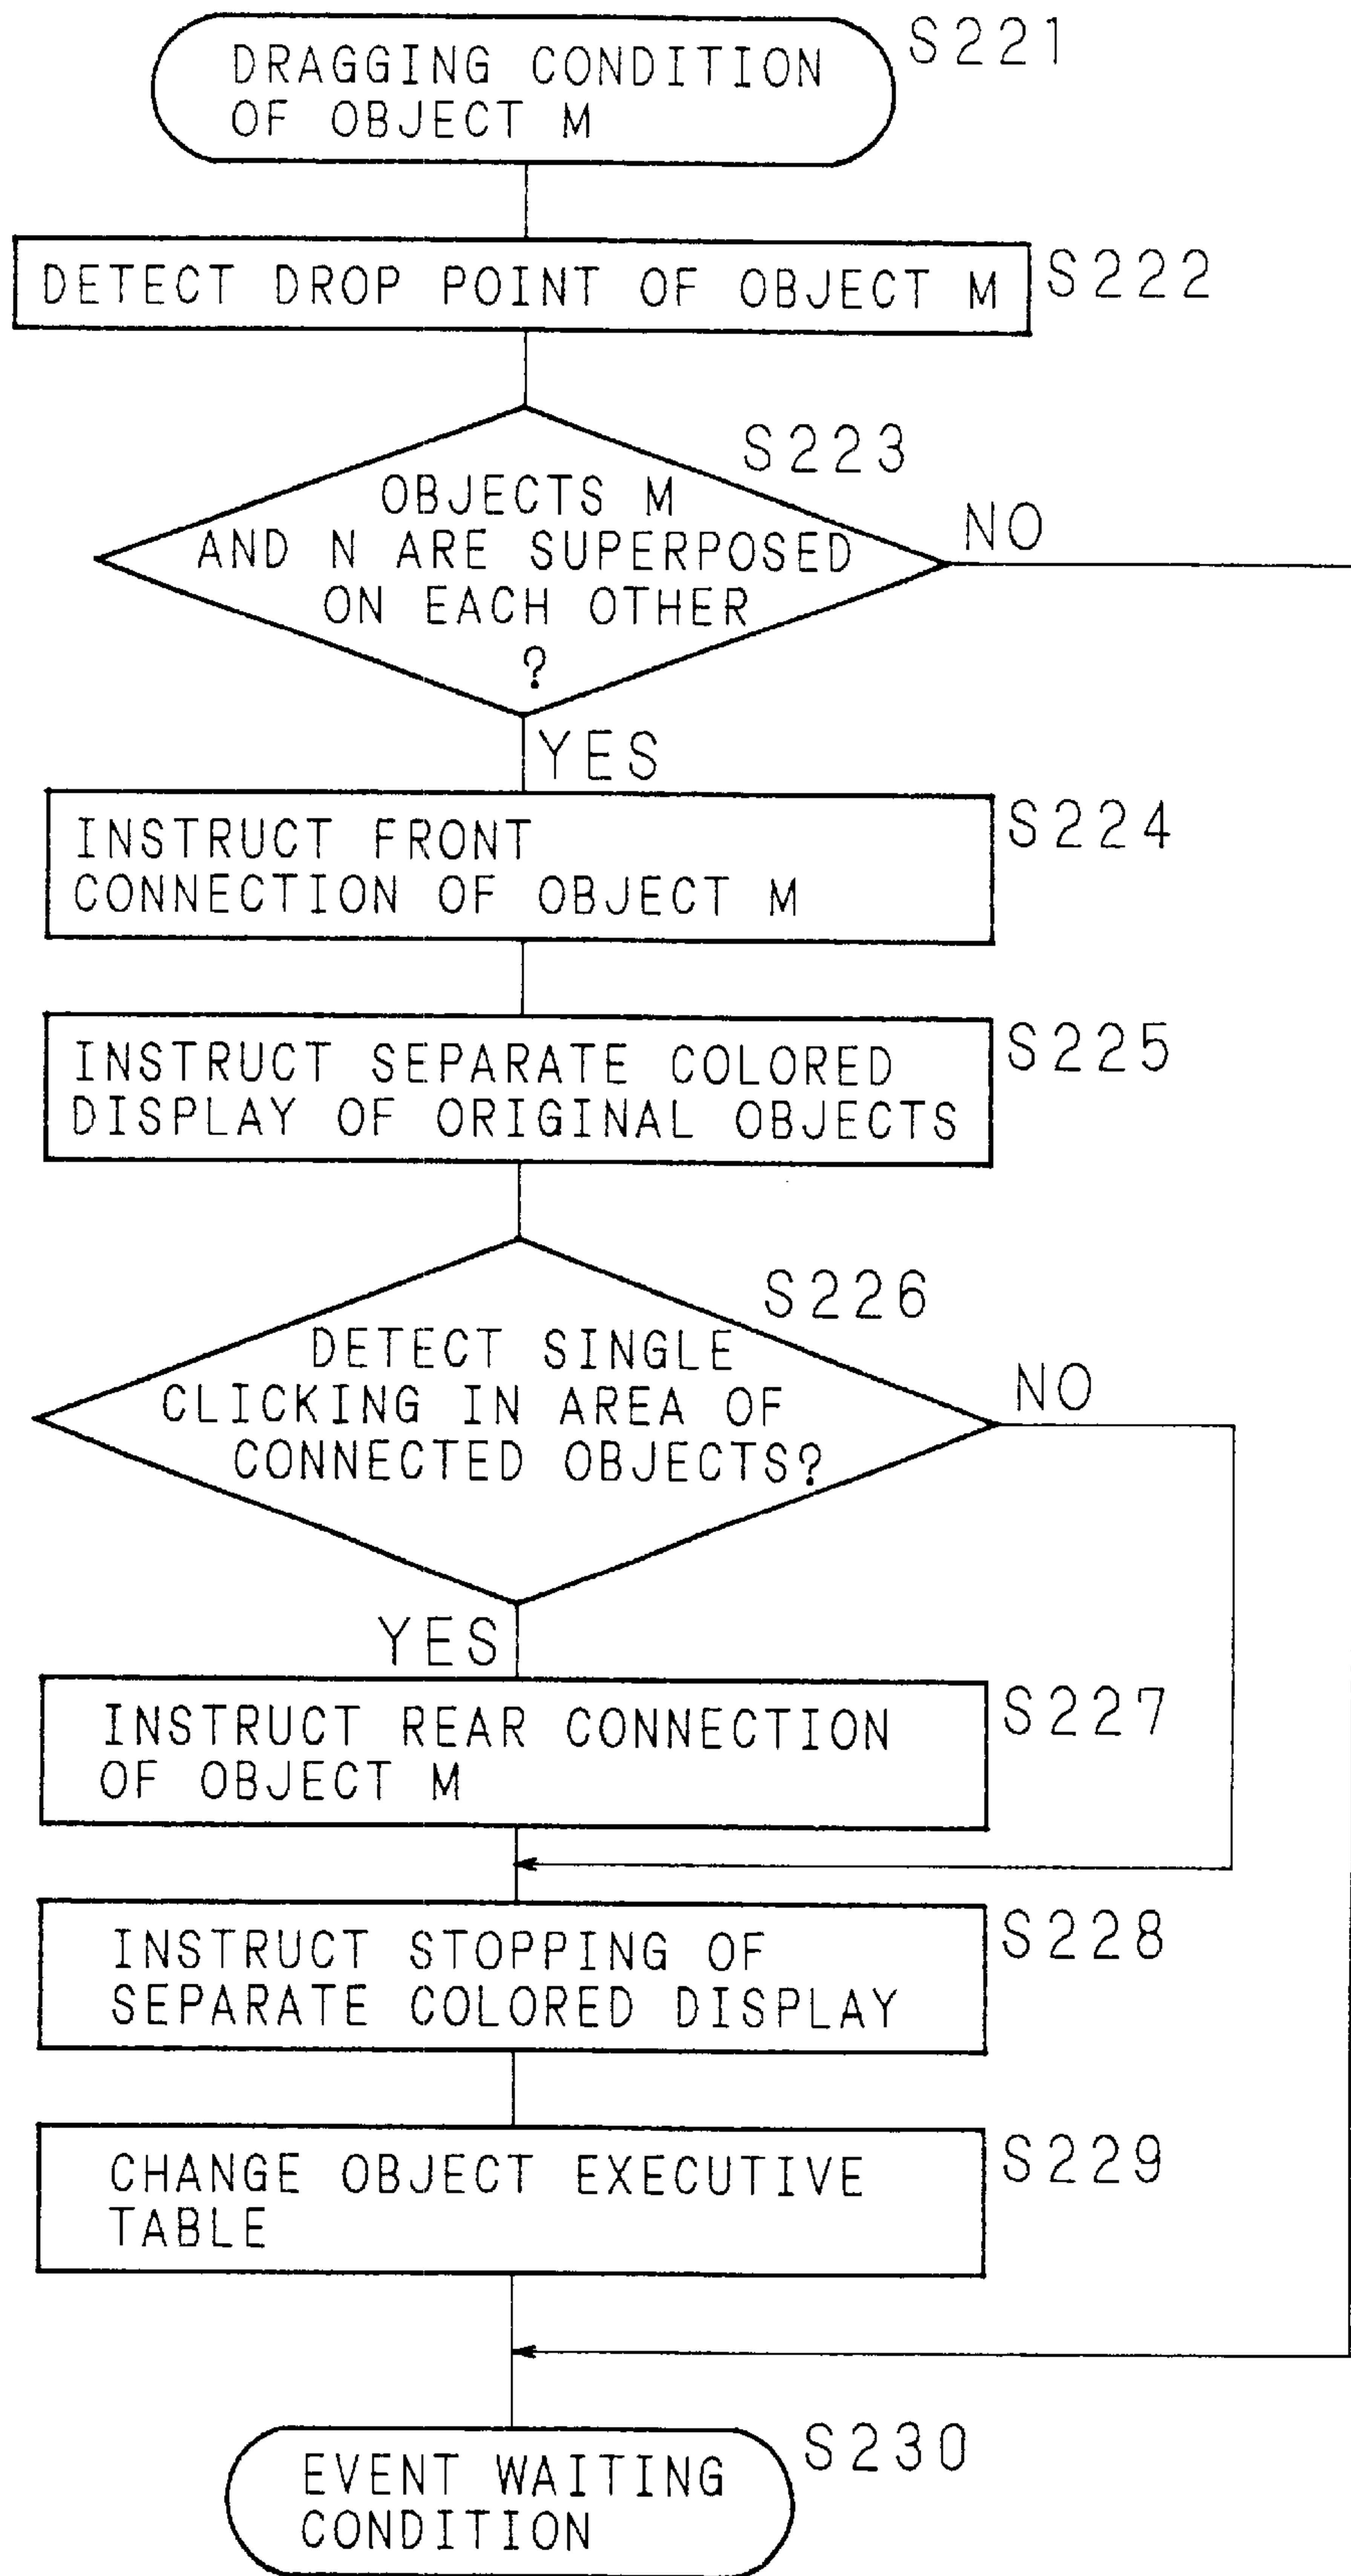 DRAGGING CONDITION
OF OBJECT M
S221
DETECT DROP POINT OF OBJECT M
S222
S223
OBJECTS M
AND N ARE SUPERPOSED
ON EACH OTHER
?
NO
YES
INSTRUCT FRONT
CONNECTION OF OBJECT M
S224
INSTRUCT SEPARATE COLORED
DISPLAY OF ORIGINAL OBJECTS
S225
S226
DETECT SINGLE
CLICKING IN AREA OF
CONNECTED OBJECTS?
NO
YES
INSTRUCT REAR CONNECTION
OF OBJECT M
S227
INSTRUCT STOPPING OF
SEPARATE COLORED DISPLAY
S228
CHANGE OBJECT EXECUTIVE
TABLE
S229
EVENT WAITING
CONDITION
S230